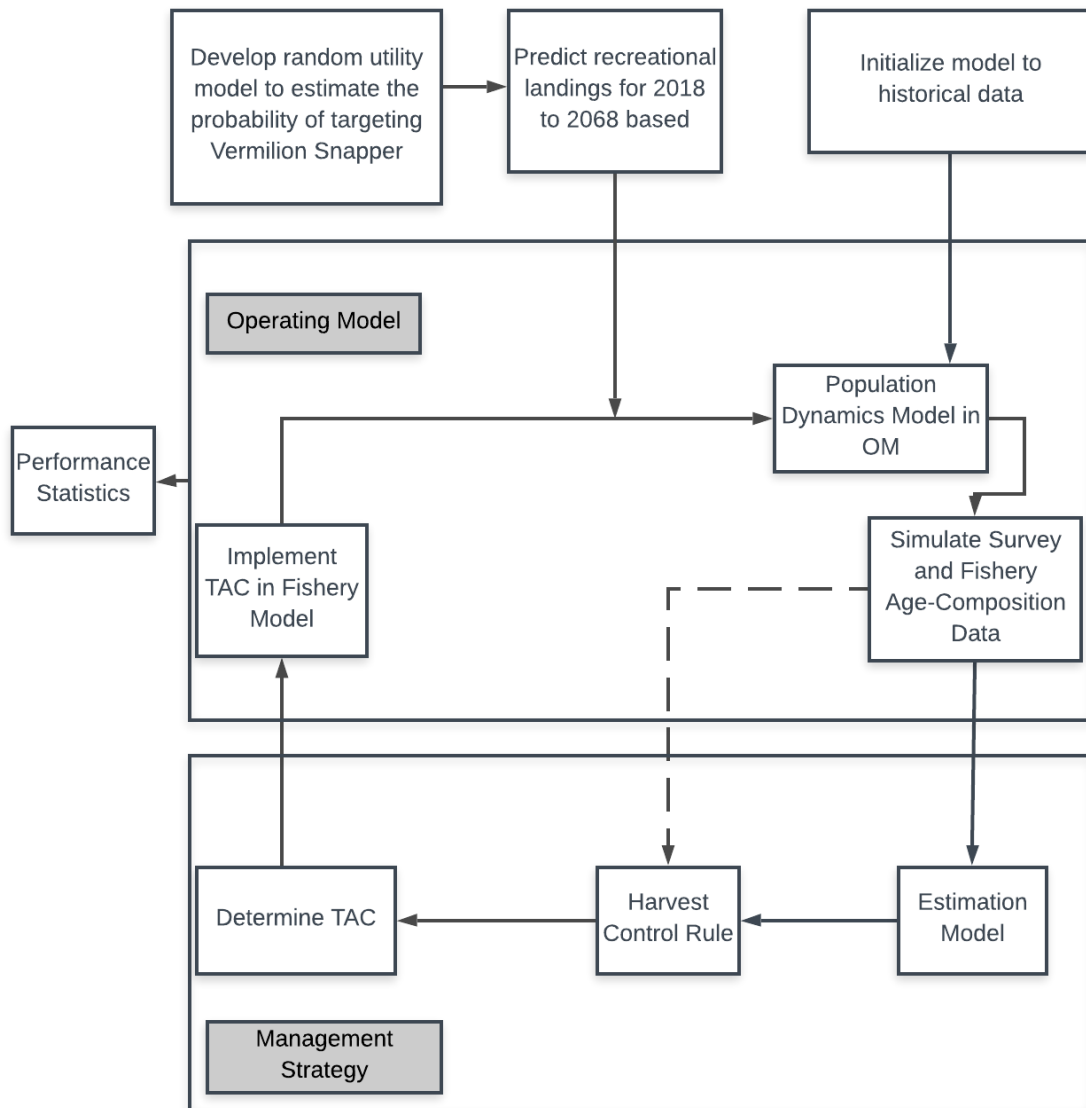 Develop random utility
model to estimate the
probability of targeting
Vermilion Snapper
Predict recreational
landings for 2018
to 2068 based
Initialize model to
historical data
Operating Model
Population
Dynamics Model in
OM
Performance
Statistics
Implement
TAC in Fishery
Model
Simulate Survey
and Fishery
Age-Composition
Data
Determine TAC
Harvest
Control Rule
Estimation
Model
Management
Strategy